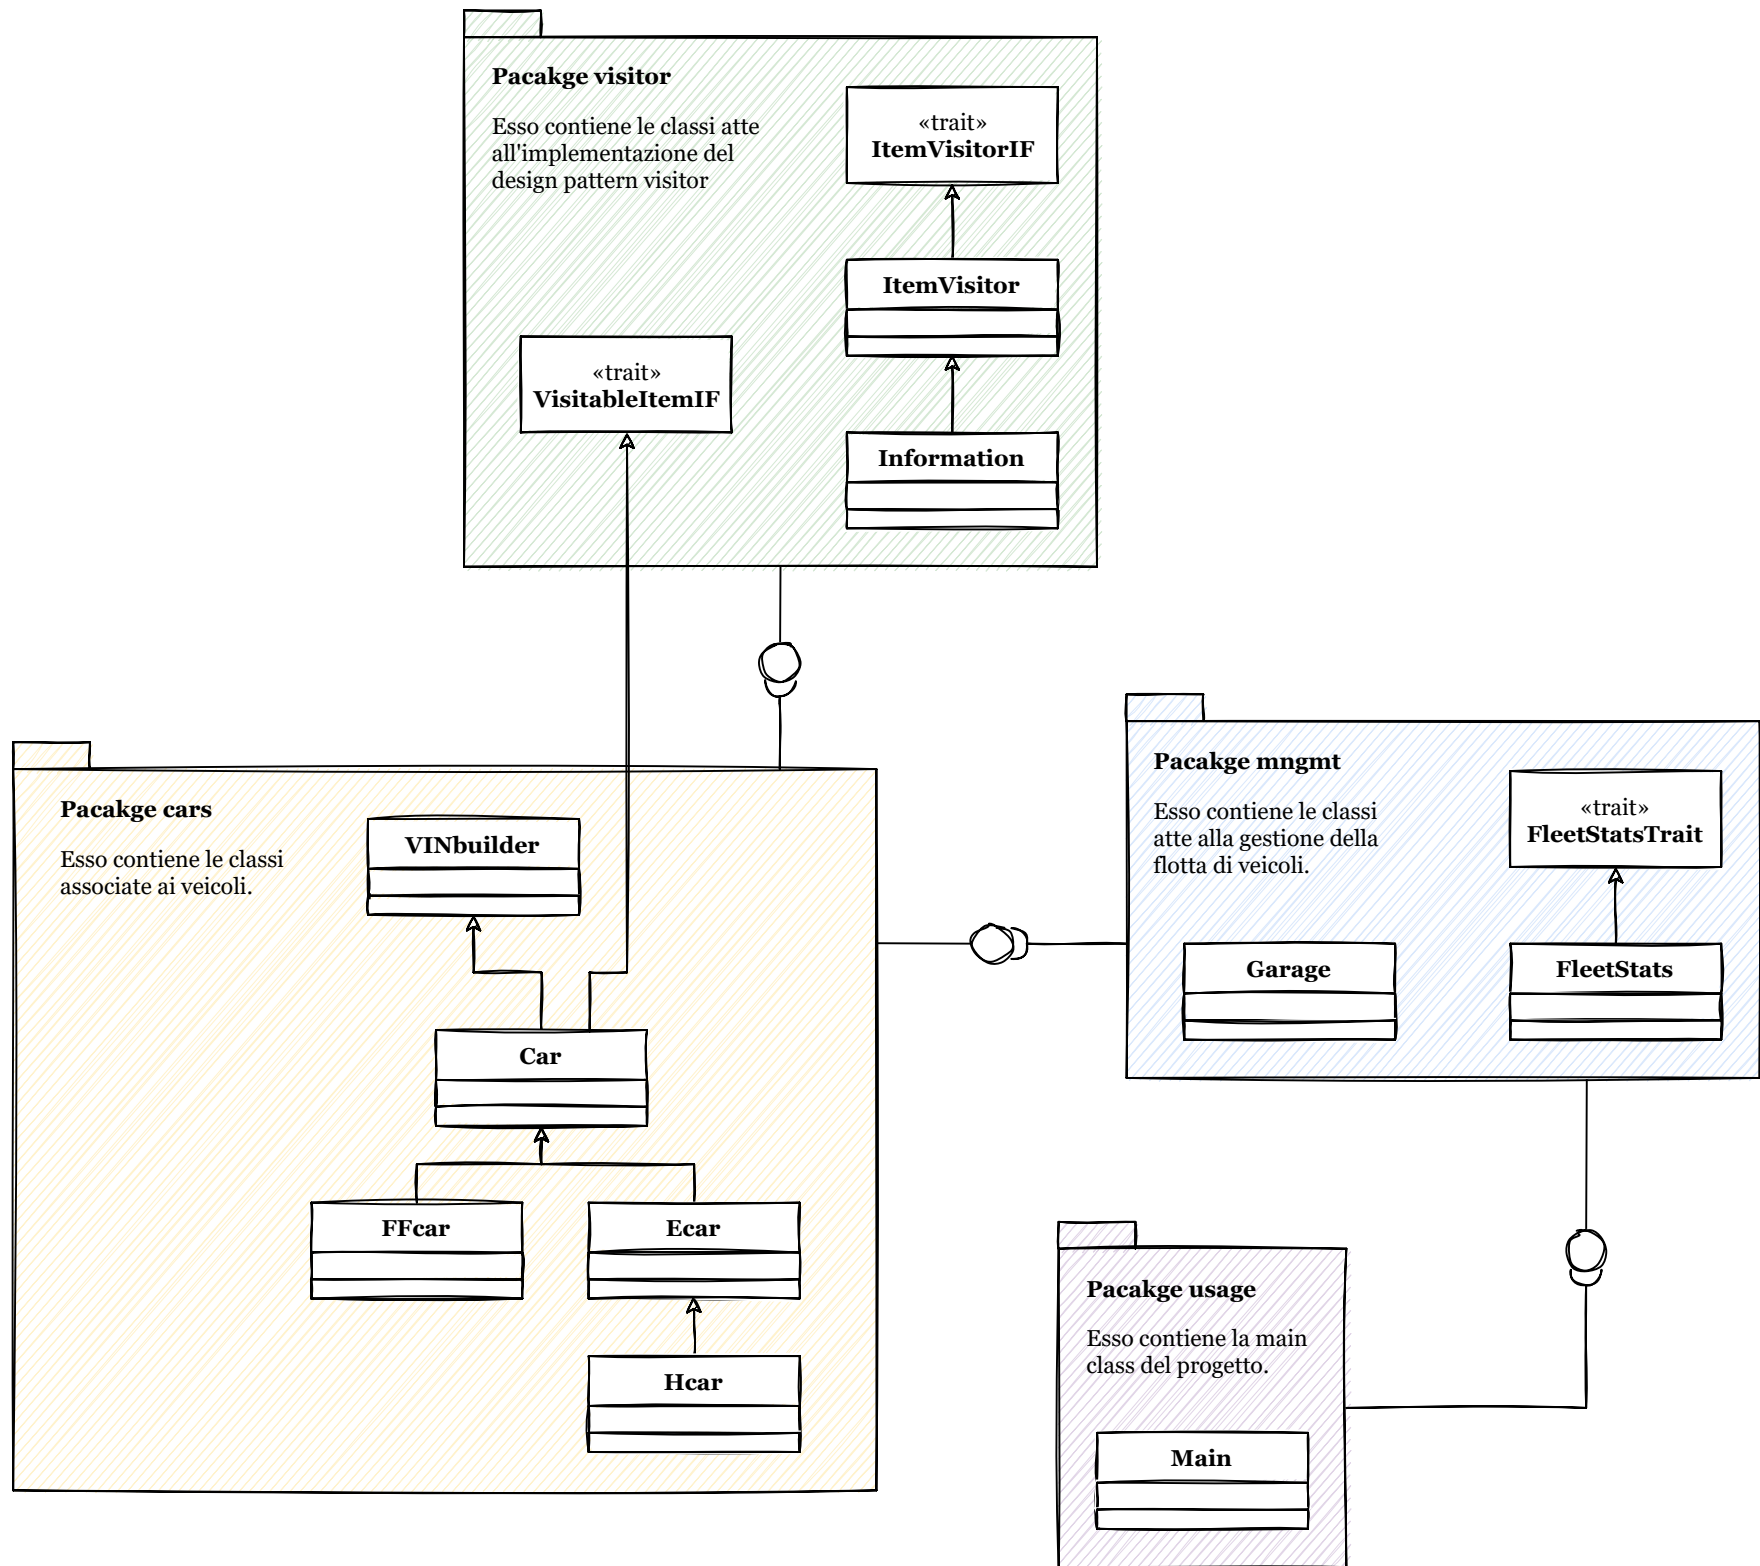 Pacakge visitor
Esso contiene le classi atte
all'implementazione del
design pattern visitor
«trait»
ItemVisitorIF
ItemVisitor
«trait»
VisitableItemIF
Information
Pacakge cars
Esso contiene le classi
associate ai veicoli.
VINbuilder
Car
FFcar
Ecar
Hcar
Pacakge mngmt
Esso contiene le classi
atte alla gestione della
flotta di veicoli.
«trait»
FleetStatsTrait
Garage
FleetStats
Pacakge usage
Esso contiene la main
class del progetto.
Main